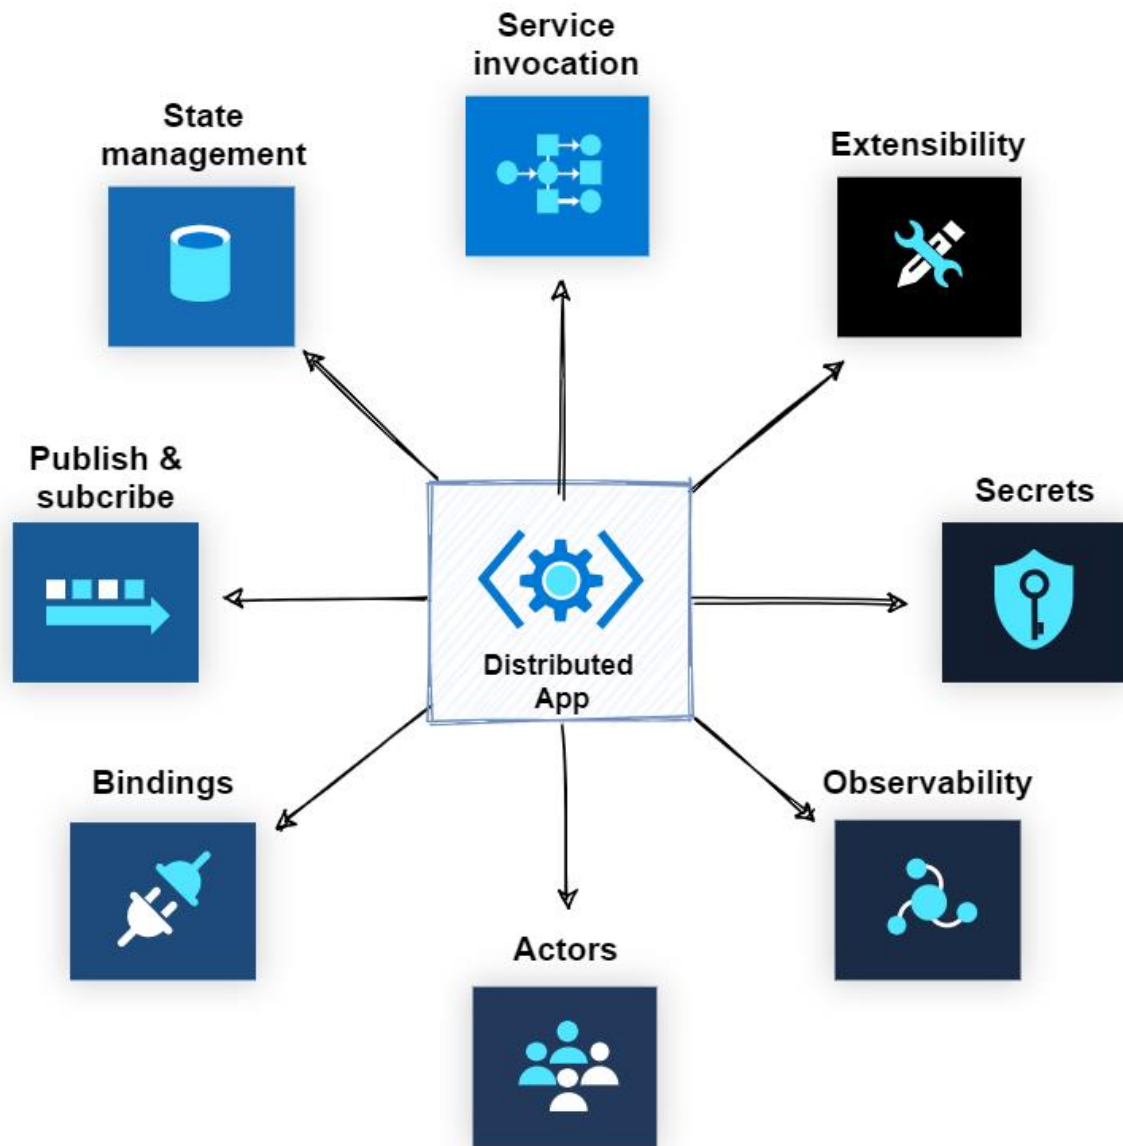 Service
invocation
State
management
Extensibility
Publish &
subcribe
Secrets
Distributed
App
Bindings
Observability
Actors